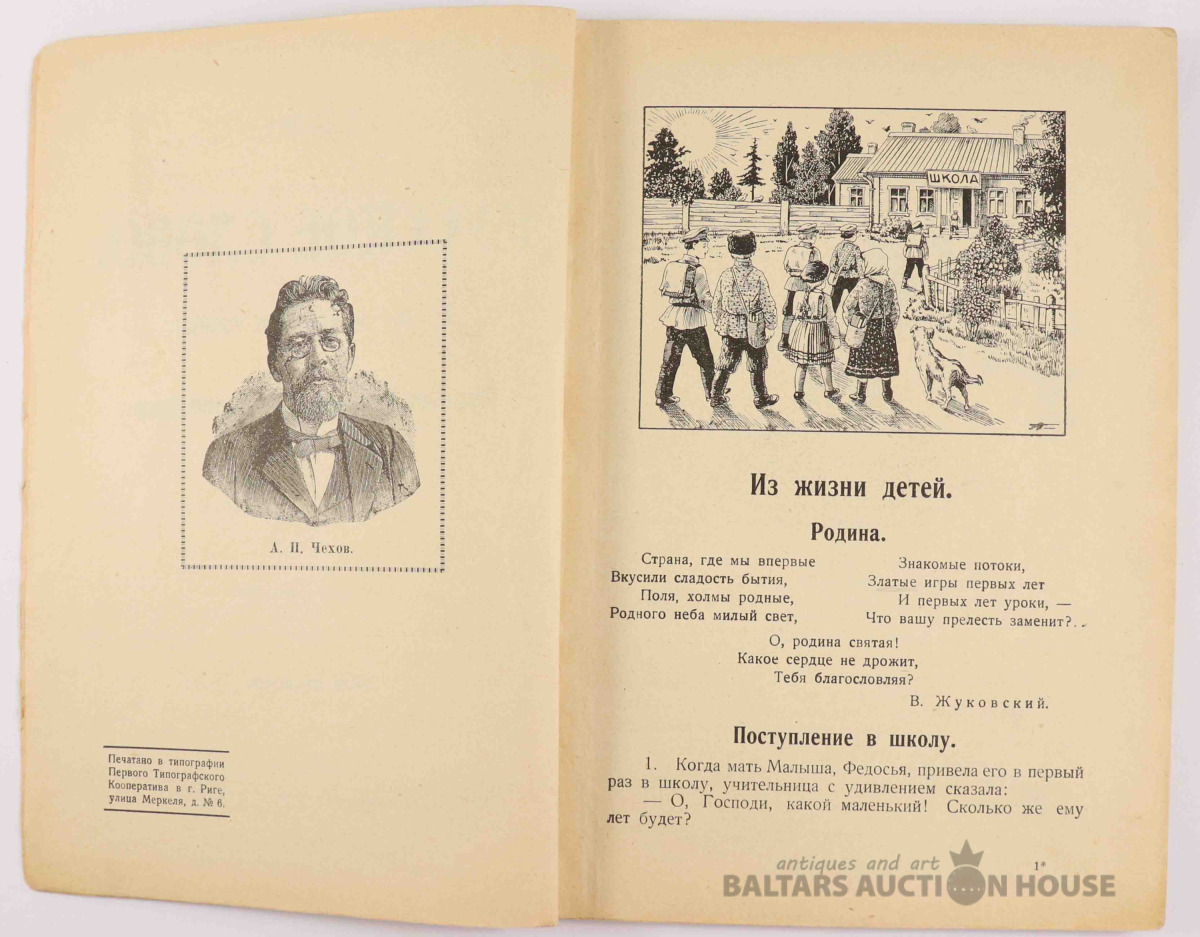 А. П. Чехов.
Печатано в типографии
Первого Типографского
Кооператива в г. Риге,
улица Меркеля, д. № 6.
ШКОЛА
Из жизни детей.
Родина.
Страна, где мы впервые
Вкусили сладость бытия,
Поля, холмы родные,
Родного неба милый свет,
Знакомые потоки,
Златые игры первых лет
И первых лет уроки, —
Что вашу прелесть заменит?..
О, родина святая!
Какое сердце не дрожит,
Тебя благословляя?
В. Жуковский.
Поступление в школу.
1. Когда мать Малыша, Федосья, привела его в первый
раз в школу, учительница с удивлением сказала:
— О, Господи, какой маленький! Сколько же ему
лет будет?
1*
antiques and art
BALTARS AUCTION HOUSE